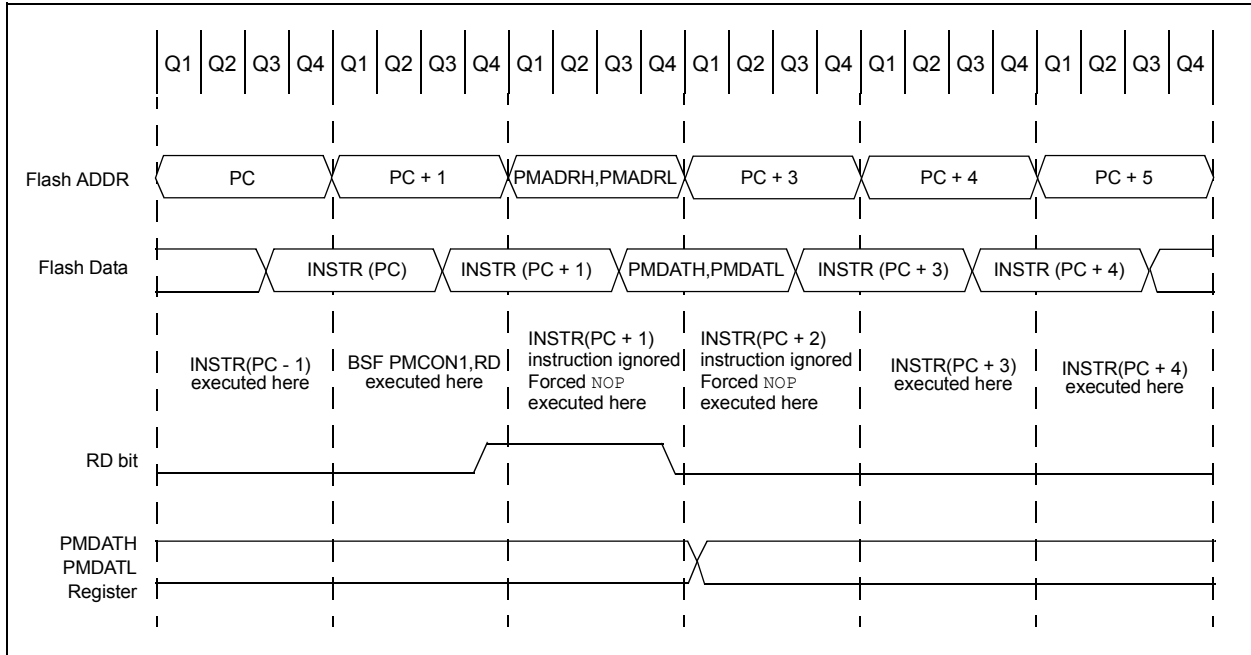 Q1 Q2 Q3 Q4 Q1 Q2 Q3 Q4 Q1 Q2 Q3 Q4 Q1 Q2 Q3 Q4 Q1 Q2 Q3 Q4 Q1 Q2 Q3 Q4
Flash ADDR PC PC + 1 PMADRH,PMADRL PC + 3 PC + 4 PC + 5
Flash Data INSTR (PC) INSTR (PC + 1) PMDATH,PMDATL INSTR (PC + 3) INSTR (PC + 4)
INSTR(PC - 1)
executed here
BSF PMCON1,RD
executed here
INSTR(PC + 1)
instruction ignored
Forced NOP
executed here
INSTR(PC + 2)
instruction ignored
Forced NOP
executed here
INSTR(PC + 3)
executed here
INSTR(PC + 4)
executed here
RD bit
PMDATH
PMDATL
Register